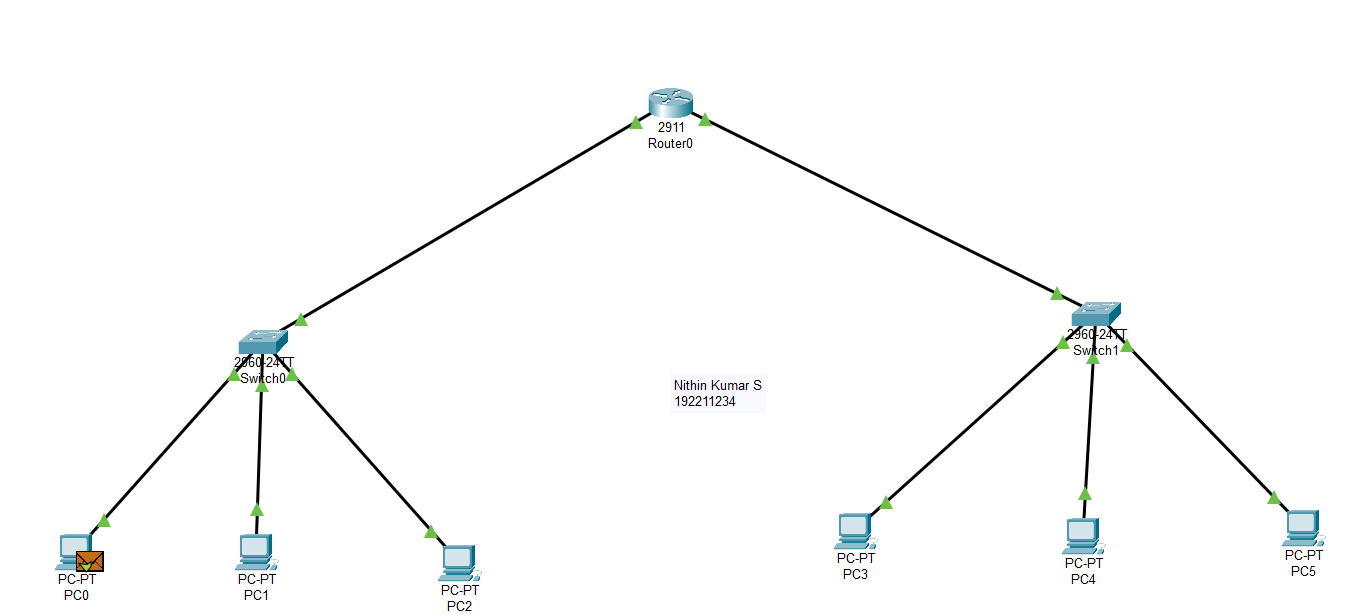 2911
Router0
2960-24TT
Switch0
2960-24TT
Switch1
Nithin Kumar S
192211234
PC-PT
PC0
PC-PT
PC1
PC-PT
PC2
PC-PT
PC3
PC-PT
PC4
PC-PT
PC5